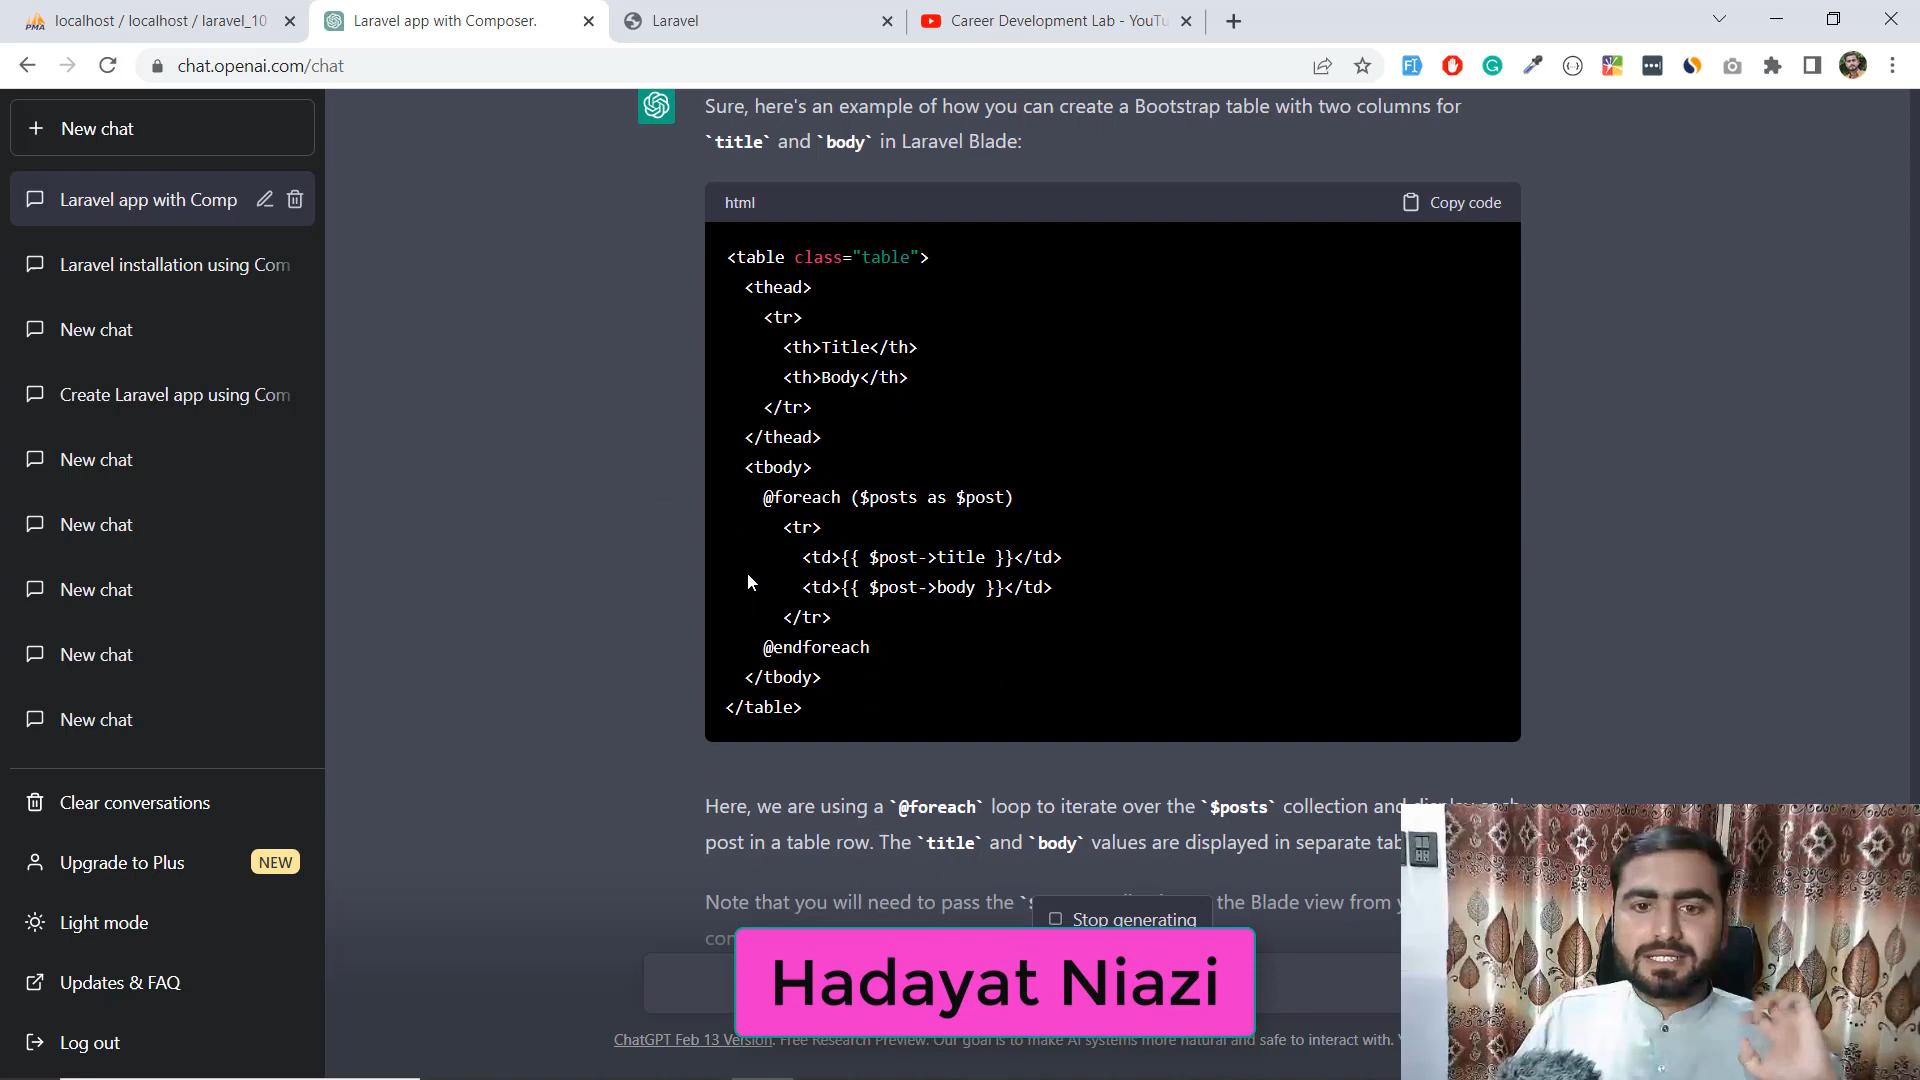 localhost / localhost / laravel_10
Laravel app with Composer.
Laravel
Career Development Lab - YouTu
chat.openai.com/chat
New chat
Laravel app with Comp
Laravel installation using Com
New chat
Create Laravel app using Com
New chat
New chat
New chat
New chat
New chat
Clear conversations
Upgrade to Plus NEW
Light mode
Updates & FAQ
Log out
Sure, here's an example of how you can create a Bootstrap table with two columns for
`title` and `body` in Laravel Blade:
html Copy code
<table class="table">
<thead>
<tr>
<th>Title</th>
<th>Body</th>
</tr>
</thead>
<tbody>
@foreach ($posts as $post)
<tr>
<td>{{ $post->title }}</td>
<td>{{ $post->body }}</td>
</tr>
@endforeach
</tbody>
</table>
Here, we are using a `@foreach` loop to iterate over the `$posts` collection and
post in a table row. The `title` and `body` values are displayed in separate
Note that you will need to pass the the Blade view from
Stop generating
Hadayat Niazi
ChatGPT Feb 13 Version. Free Research Preview. Our goal is to make AI systems more natural and safe to interact with.